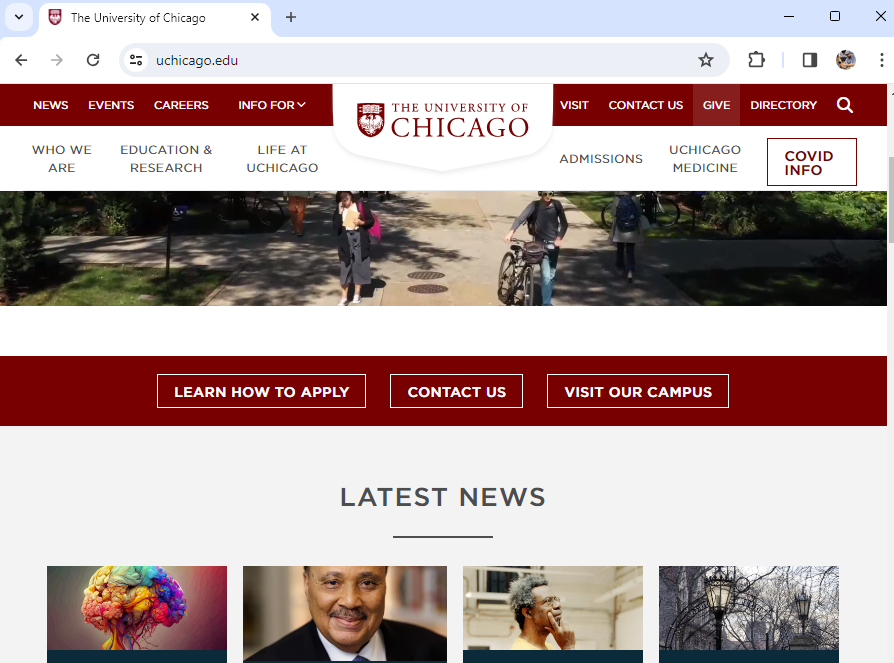 The University of Chicago
uchicago.edu
NEWS EVENTS CAREERS INFO FOR
THE UNIVERSITY OF
CHICAGO
VISIT CONTACT US GIVE DIRECTORY
WHO WE
ARE
EDUCATION &
RESEARCH
LIFE AT
UCHICAGO
ADMISSIONS
UCHICAGO
MEDICINE
COVID
INFO
LEARN HOW TO APPLY CONTACT US VISIT OUR CAMPUS
LATEST NEWS